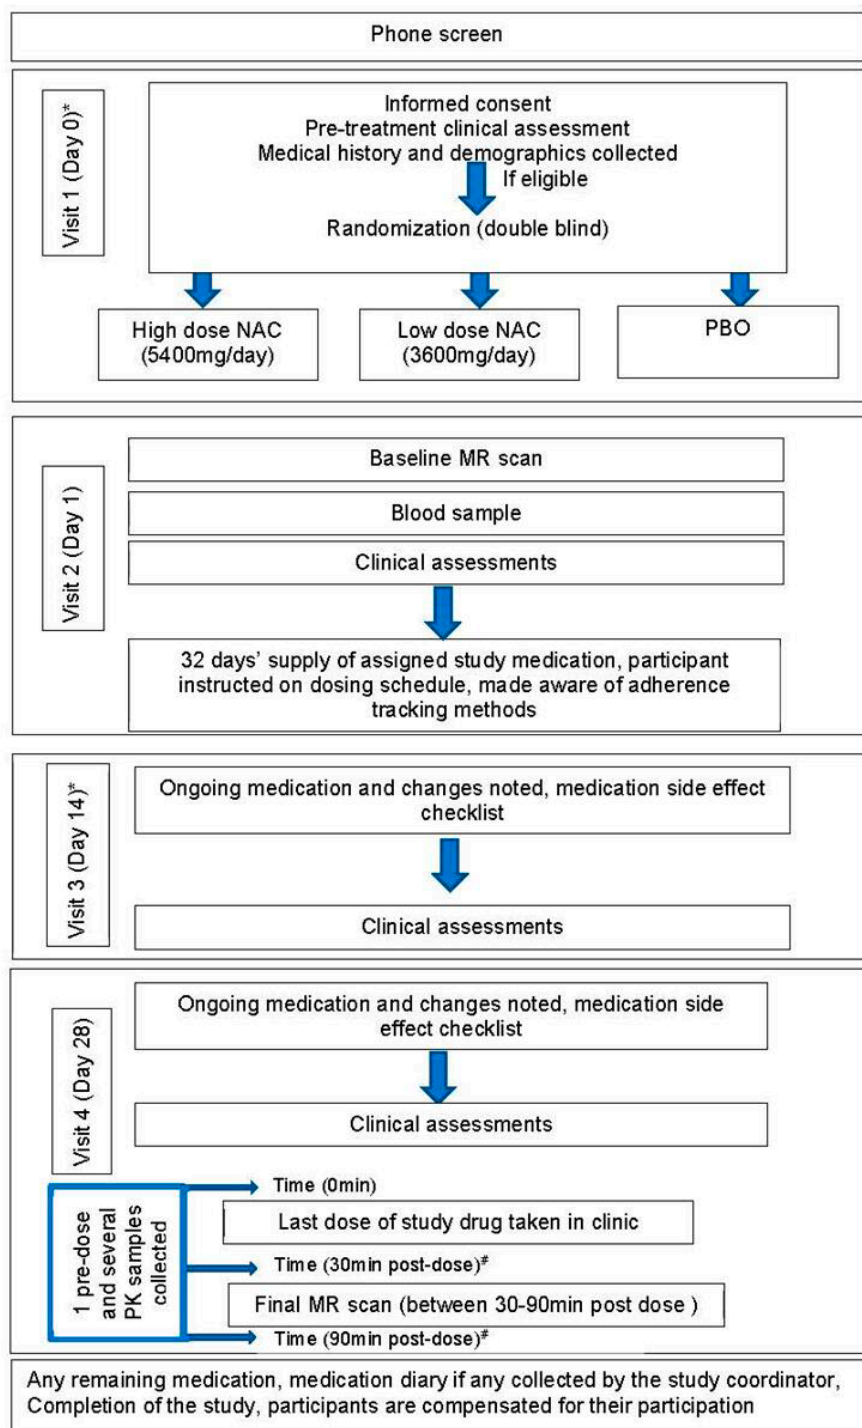 Phone screen
Visit 1 (Day 0)*
Informed consent
Pre-treatment clinical assessment
Medical history and demographics collected
If eligible
Randomization (double blind)
High dose NAC
(5400mg/day)
Low dose NAC
(3600mg/day)
PBO
Visit 2 (Day 1)
Baseline MR scan
Blood sample
Clinical assessments
32 days' supply of assigned study medication, participant
instructed on dosing schedule, made aware of adherence
tracking methods
Visit 3 (Day 14)*
Ongoing medication and changes noted, medication side effect
checklist
Clinical assessments
Visit 4 (Day 28)
Ongoing medication and changes noted, medication side
effect checklist
Clinical assessments
1 pre-dose
and several
PK samples
collected
Time (0min)
Last dose of study drug taken in clinic
Time (30min post-dose)#
Final MR scan (between 30-90min post dose )
Time (90min post-dose)#
Any remaining medication, medication diary if any collected by the study coordinator,
Completion of the study, participants are compensated for their participation